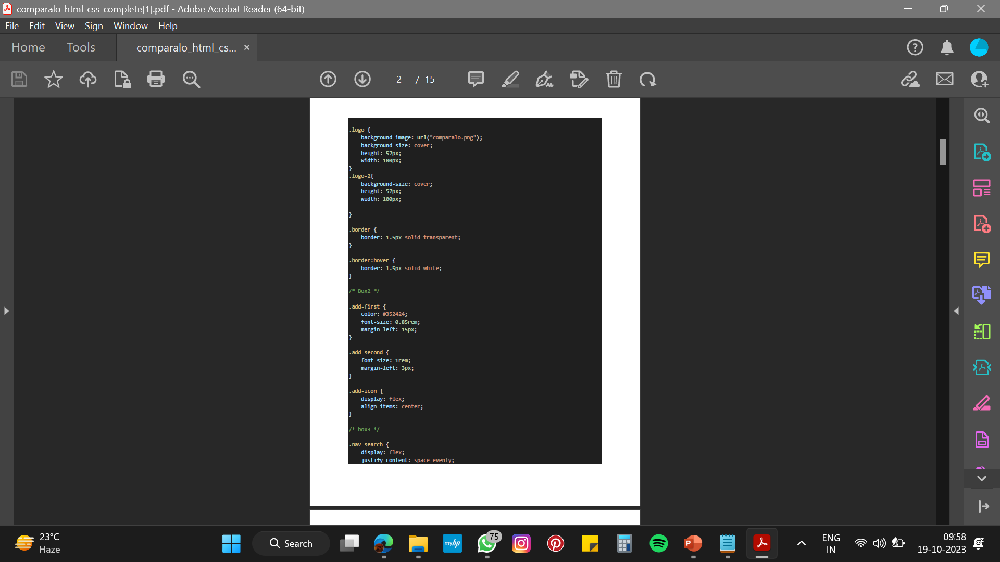 comparalo_html_css_complete[1].pdf - Adobe Acrobat Reader (64-bit)
File Edit View Sign Window Help
Home Tools comparalo_html_cs... ×
2 / 15
.logo {
    background-image: url("comparalo.png");
    background-size: cover;
    height: 57px;
    width: 100px;
}
.logo-2{
    background-size: cover;
    height: 57px;
    width: 100px;
}
.border {
    border: 1.5px solid transparent;
}
.border:hover {
    border: 1.5px solid white;
}
/* Box2 */
.add-first {
    color: #352424;
    font-size: 0.85rem;
    margin-left: 15px;
}
.add-second {
    font-size: 1rem;
    margin-left: 3px;
}
.add-icon {
    display: flex;
    align-items: center;
}
/* box3 */
.nav-search {
    display: flex;
    justify-content: space-evenly;
23°C
Haze
Search
myhp
75
P
ENG
IN
09:58
19-10-2023